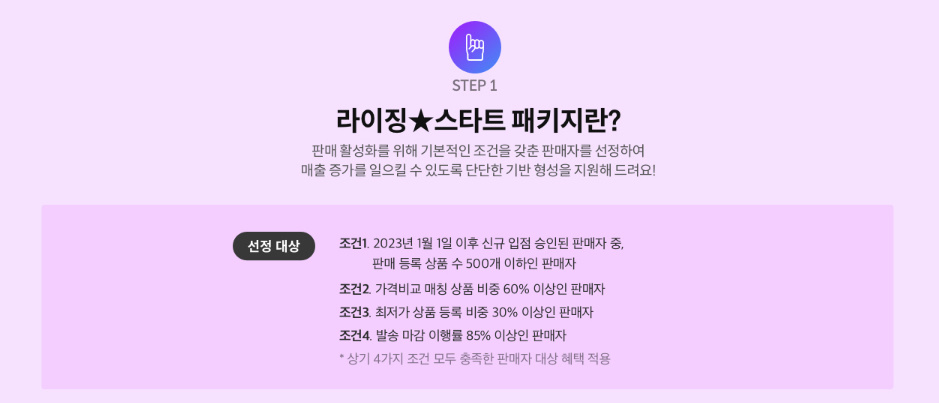 STEP 1
라이징★스타트 패키지란?
판매 활성화를 위해 기본적인 조건을 갖춘 판매자를 선정하여
매출 증가를 일으킬 수 있도록 단단한 기반 형성을 지원해 드려요!
선정 대상
조건1. 2023년 1월 1일 이후 신규 입점 승인된 판매자 중,
판매 등록 상품 수 500개 이하인 판매자
조건2. 가격비교 매칭 상품 비중 60% 이상인 판매자
조건3. 최저가 상품 등록 비중 30% 이상인 판매자
조건4. 발송 마감 이행률 85% 이상인 판매자
* 상기 4가지 조건 모두 충족한 판매자 대상 혜택 적용